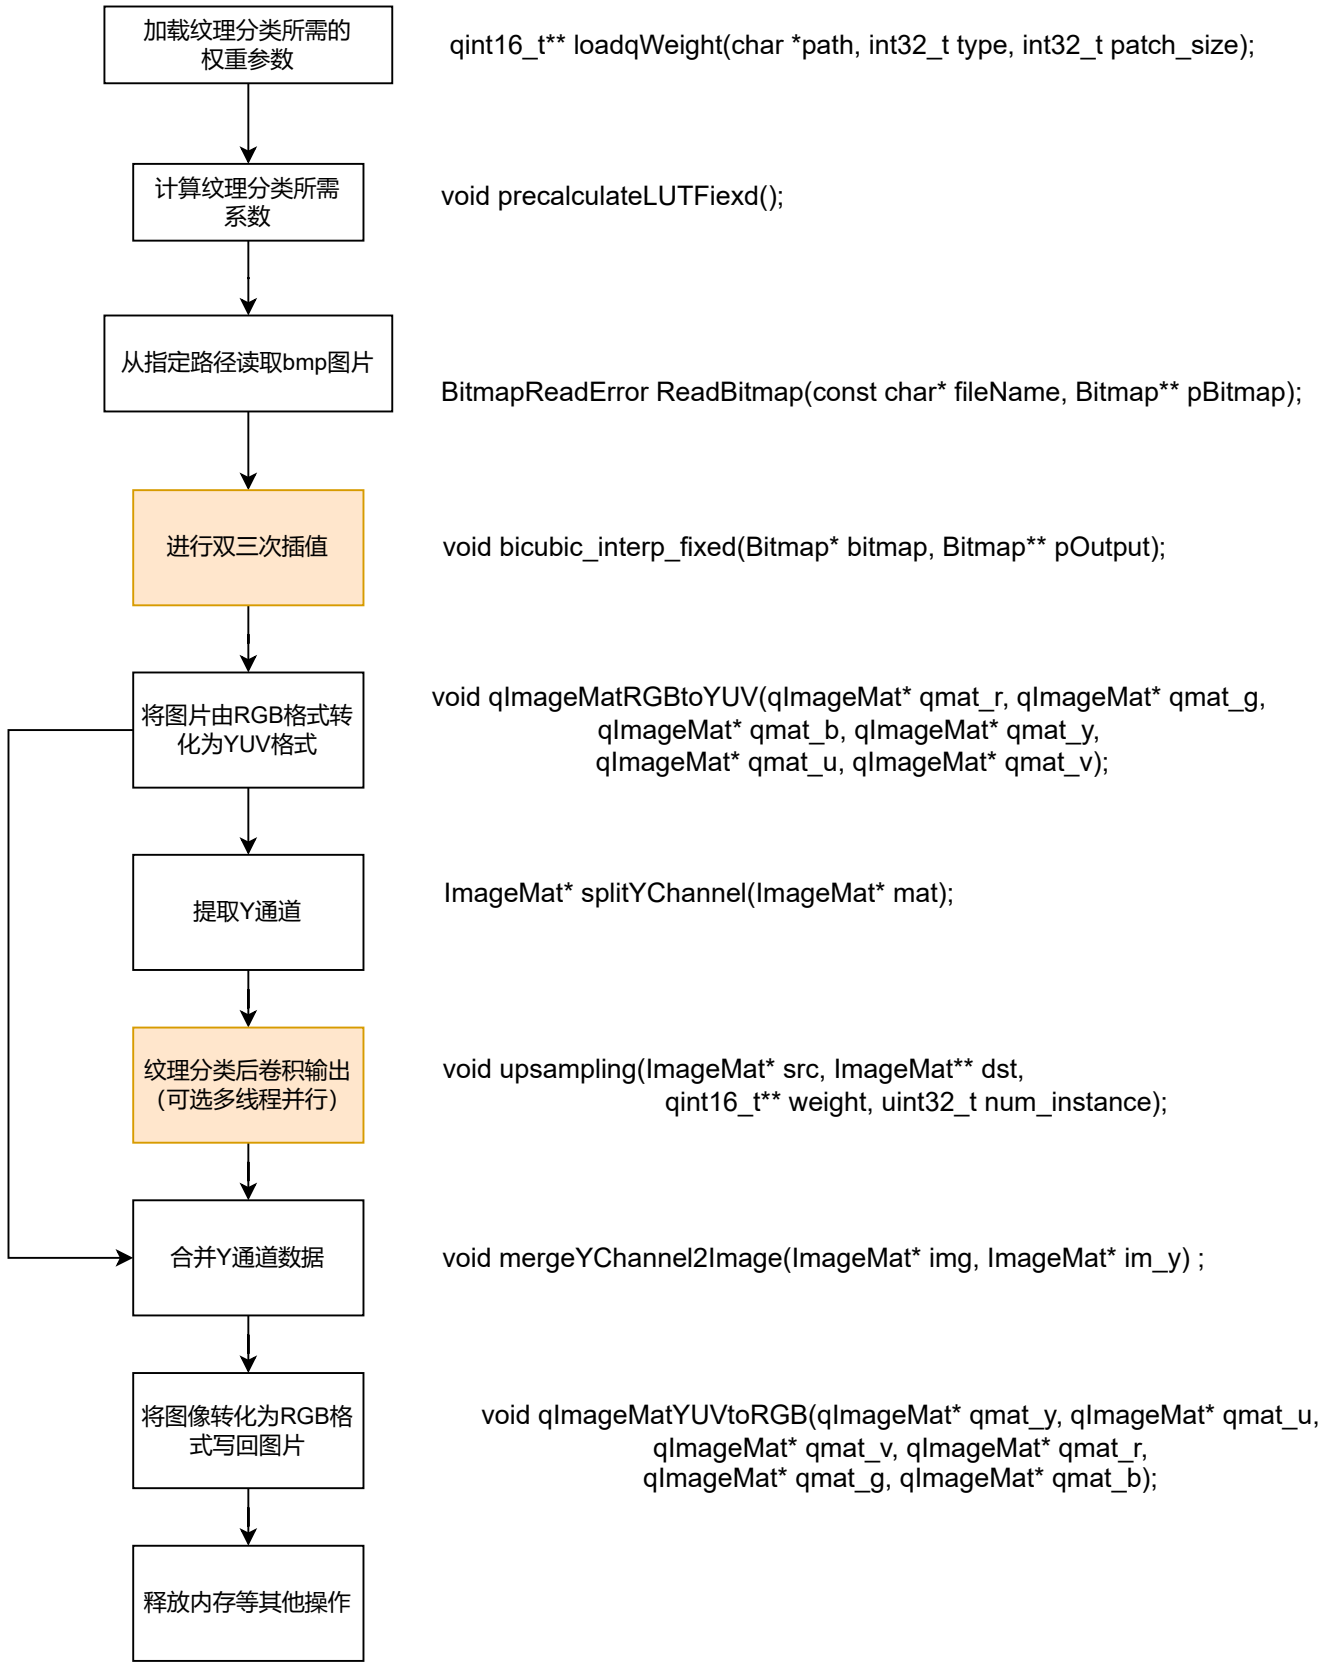 加载纹理分类所需的
权重参数
qint16_t** loadqWeight(char *path, int32_t type, int32_t patch_size);
计算纹理分类所需
系数
void precalculateLUTFiexd();
从指定路径读取bmp图片
BitmapReadError ReadBitmap(const char* fileName, Bitmap** pBitmap);
进行双三次插值
void bicubic_interp_fixed(Bitmap* bitmap, Bitmap** pOutput);
将图片由RGB格式转
化为YUV格式
void qImageMatRGBtoYUV(qImageMat* qmat_r, qImageMat* qmat_g,
qImageMat* qmat_b, qImageMat* qmat_y,
qImageMat* qmat_u, qImageMat* qmat_v);
提取Y通道
ImageMat* splitYChannel(ImageMat* mat);
纹理分类后卷积输出
（可选多线程并行）
void upsampling(ImageMat* src, ImageMat** dst,
qint16_t** weight, uint32_t num_instance);
合并Y通道数据
void mergeYChannel2Image(ImageMat* img, ImageMat* im_y) ;
将图像转化为RGB格
式写回图片
void qImageMatYUVtoRGB(qImageMat* qmat_y, qImageMat* qmat_u,
qImageMat* qmat_v, qImageMat* qmat_r,
qImageMat* qmat_g, qImageMat* qmat_b);
释放内存等其他操作